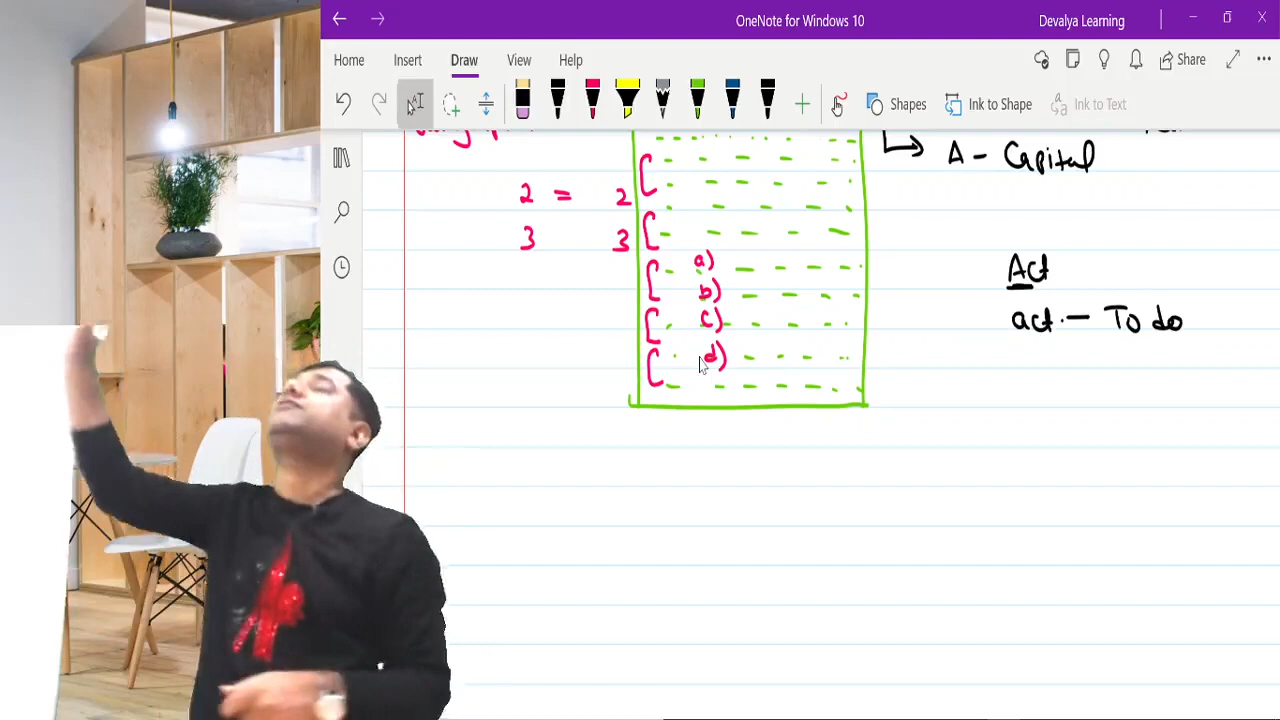 OneNote for Windows 10
Devalya Learning
Home Insert Draw View Help
Share
Shapes Ink to Shape Ink to Text
A - Capital
2 = 2
3 3
a)
b)
c)
d)
Act
act - To do